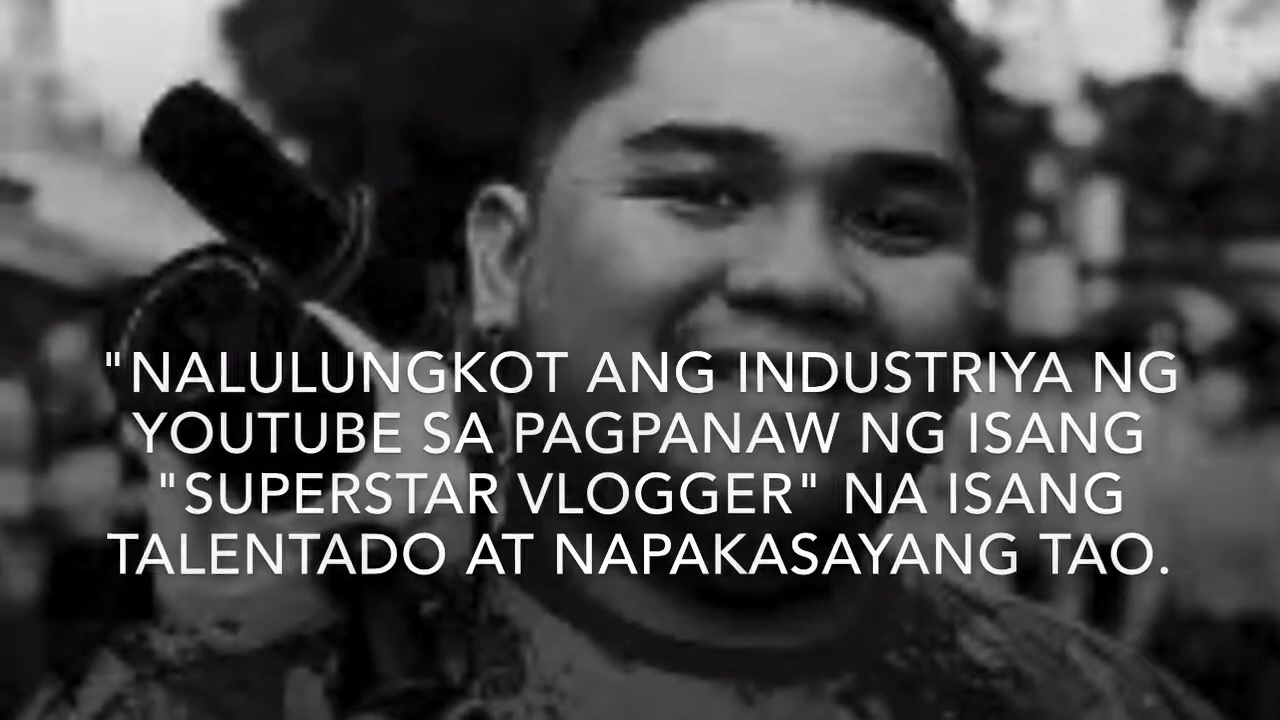 "NALULUNGKOT ANG INDUSTRIYA NG
YOUTUBE SA PAGPANAW NG ISANG
"SUPERSTAR VLOGGER" NA ISANG
TALENTADO AT NAPAKASAYANG TAO.